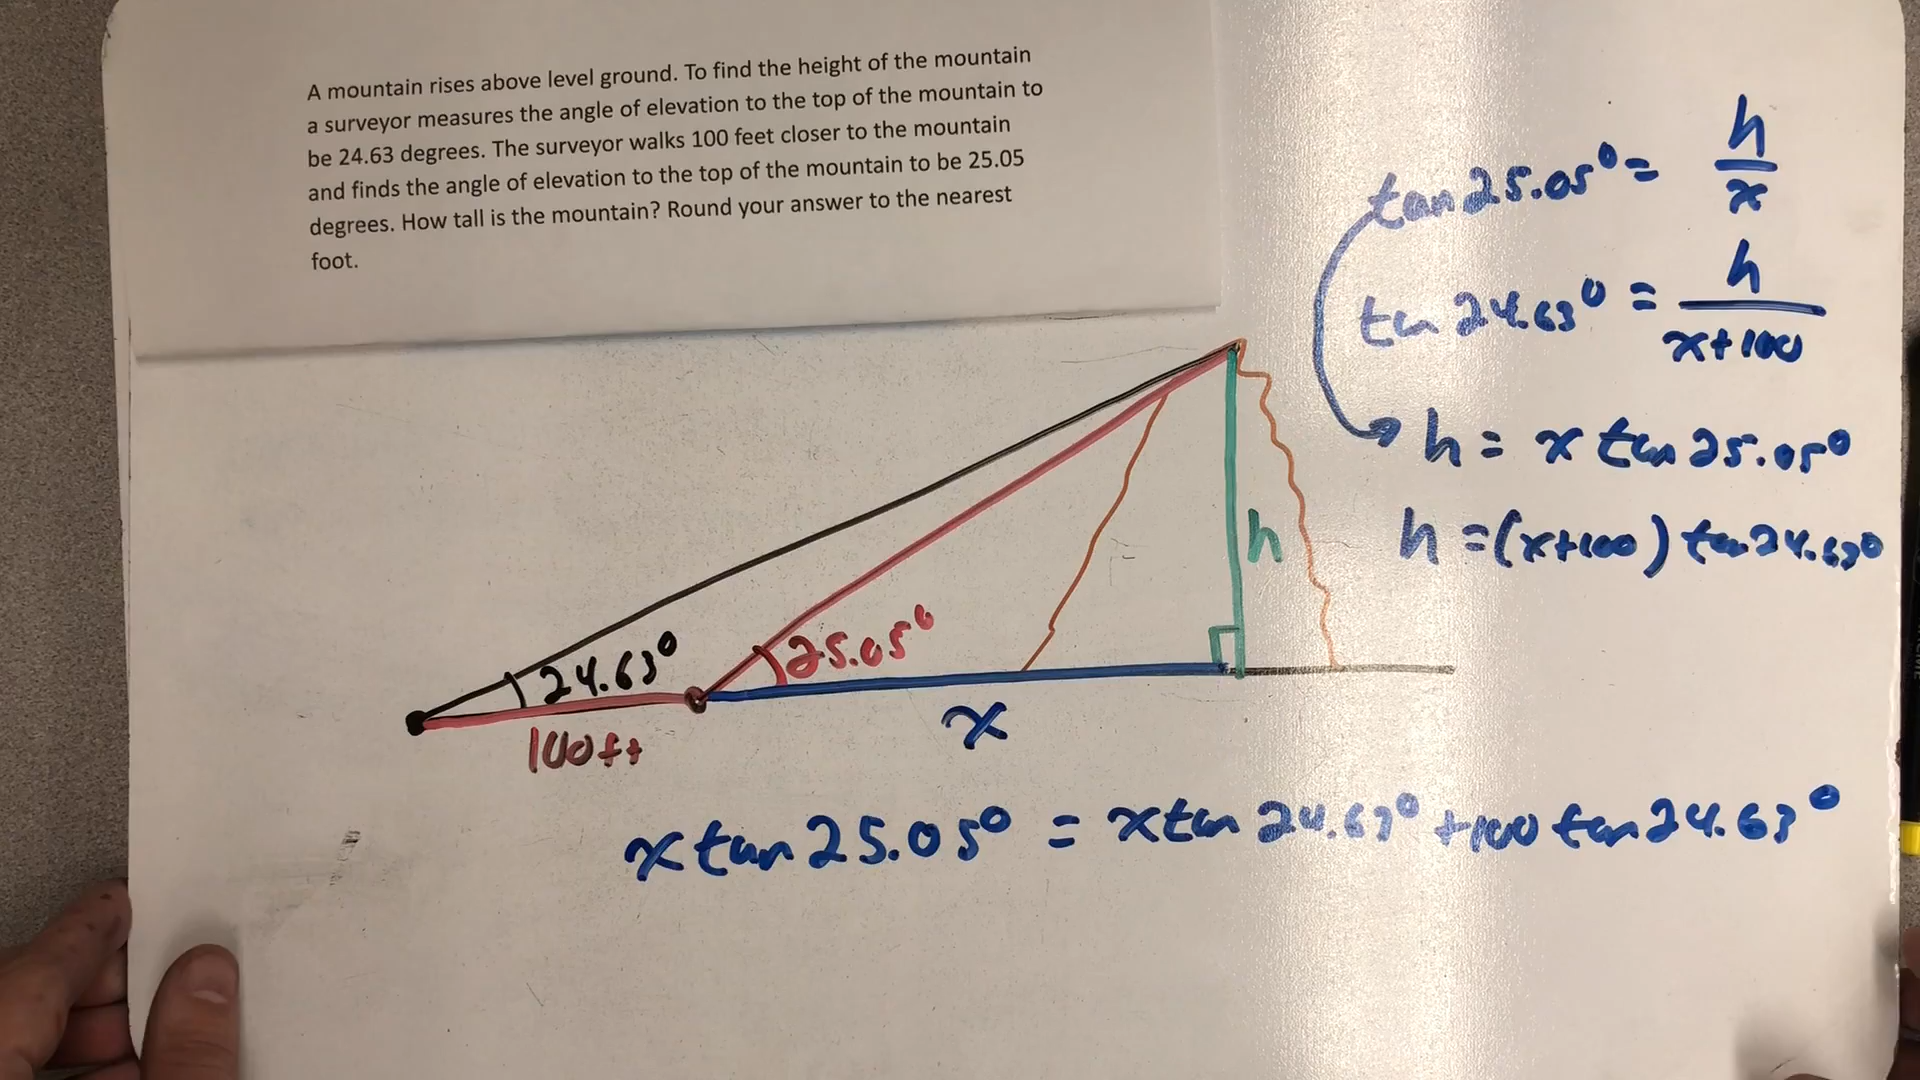 A mountain rises above level ground. To find the height of the mountain
a surveyor measures the angle of elevation to the top of the mountain to
be 24.63 degrees. The surveyor walks 100 feet closer to the mountain
and finds the angle of elevation to the top of the mountain to be 25.05
degrees. How tall is the mountain? Round your answer to the nearest
foot.
tan 25.05° = h/x
tan 24.63° = h/(x+100)
h = x tan 25.05°
h = (x+100) tan 24.63°
h
24.63°
25.05°
100ft
x
x tan 25.05° = x tan 24.63° + 100 tan 24.63°